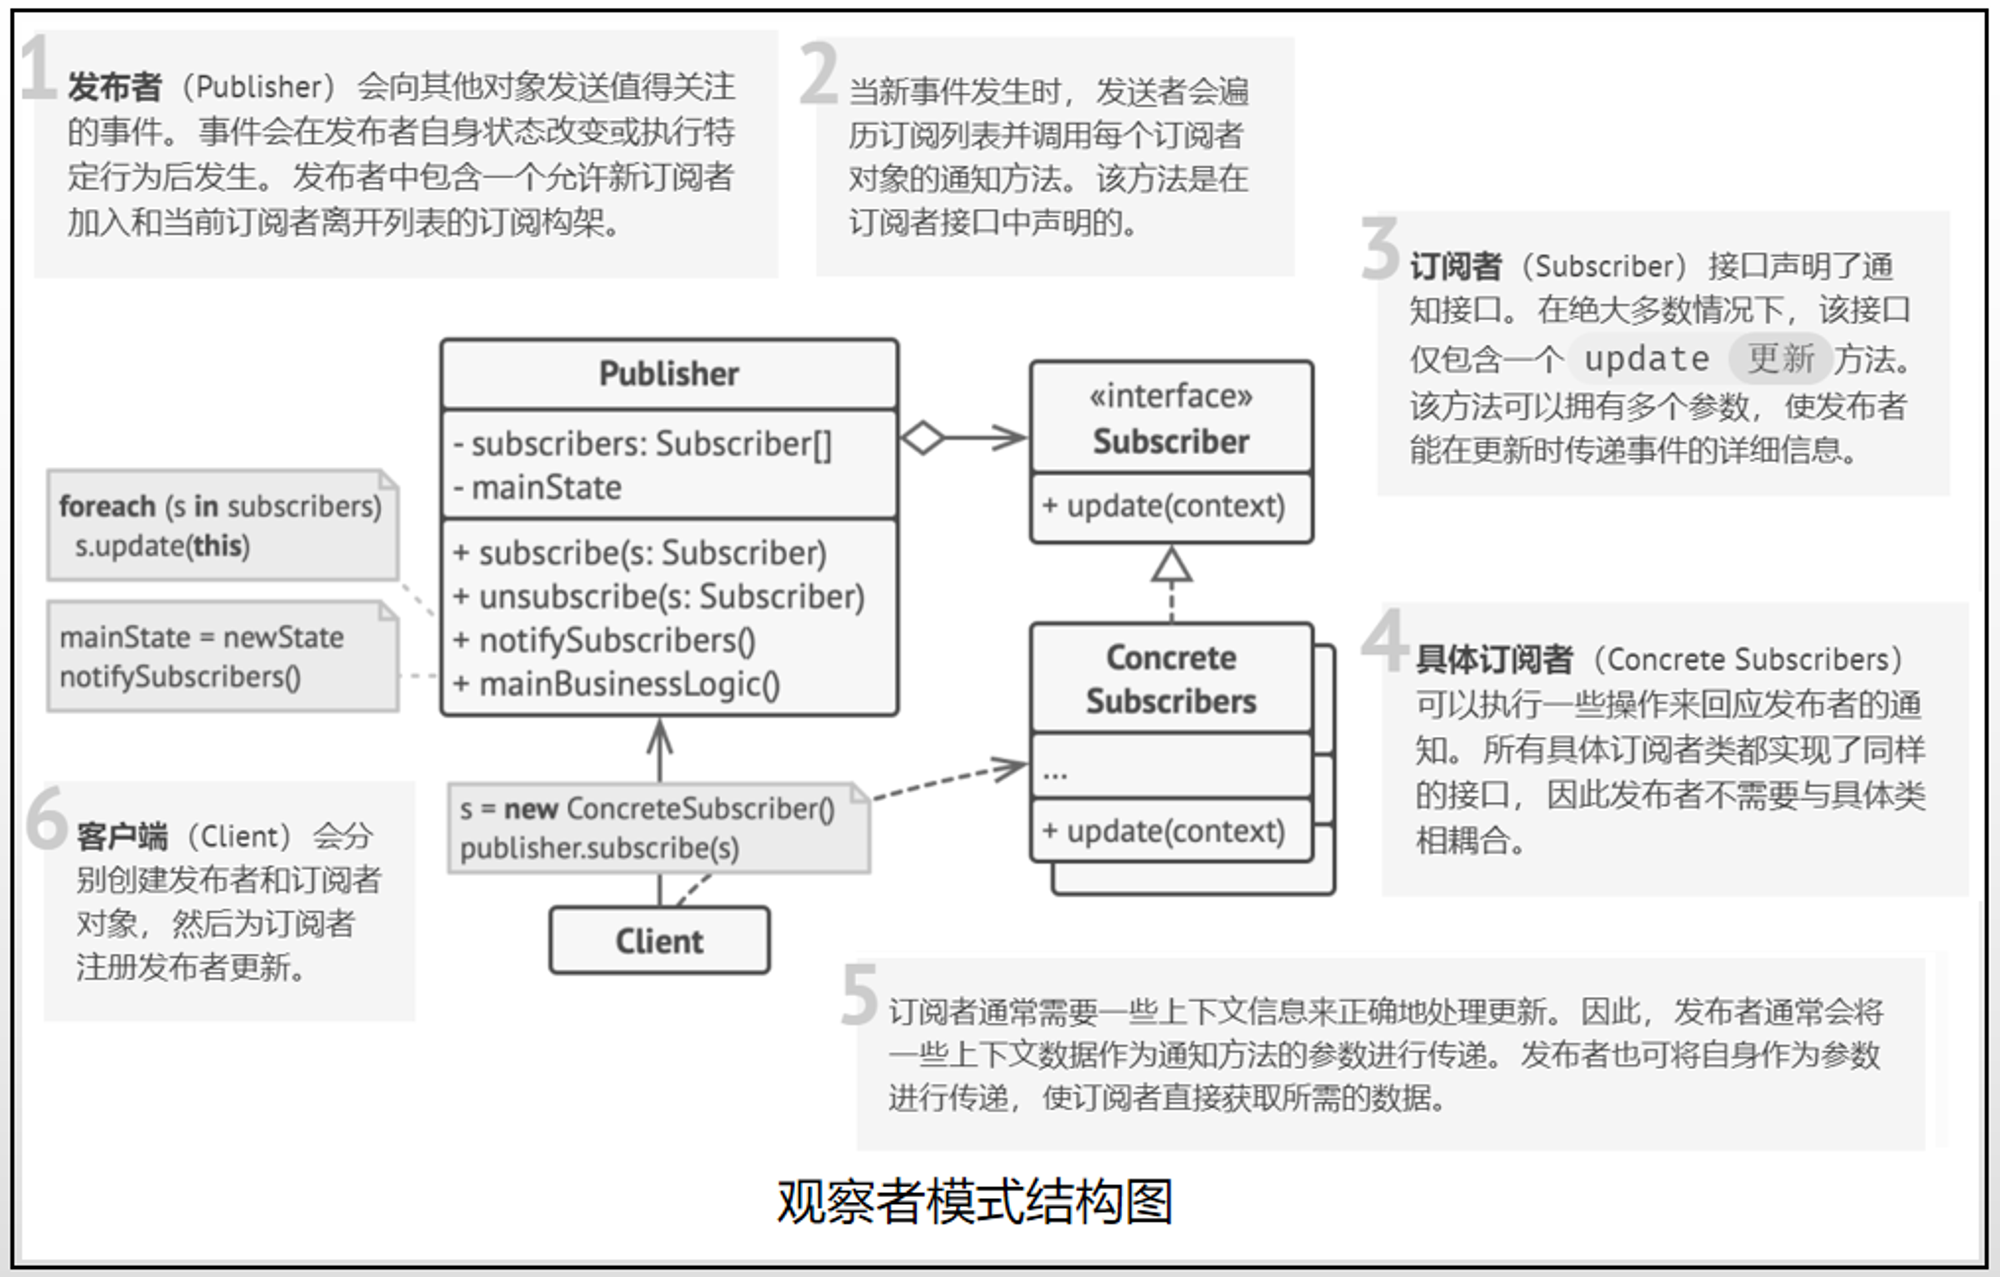 1
发布者（Publisher） 会向其他对象发送值得关注
的事件。 事件会在发布者自身状态改变或执行特
定行为后发生。 发布者中包含一个允许新订阅者
加入和当前订阅者离开列表的订阅构架。
2
当新事件发生时， 发送者会遍
历订阅列表并调用每个订阅者
对象的通知方法。 该方法是在
订阅者接口中声明的。
3
订阅者（Subscriber） 接口声明了通
知接口。 在绝大多数情况下， 该接口
仅包含一个 update 更新 方法。
该方法可以拥有多个参数， 使发布者
能在更新时传递事件的详细信息。
Publisher
- subscribers: Subscriber[]
- mainState
+ subscribe(s: Subscriber)
+ unsubscribe(s: Subscriber)
+ notifySubscribers()
+ mainBusinessLogic()
«interface»
Subscriber
+ update(context)
foreach (s in subscribers)
s.update(this)
mainState = newState
notifySubscribers()
Concrete
Subscribers
...
+ update(context)
4
具体订阅者（Concrete Subscribers）
可以执行一些操作来回应发布者的通
知。 所有具体订阅者类都实现了同样
的接口， 因此发布者不需要与具体类
相耦合。
6
客户端（Client） 会分
别创建发布者和订阅者
对象， 然后为订阅者
注册发布者更新。
s = new ConcreteSubscriber()
publisher.subscribe(s)
Client
5
订阅者通常需要一些上下文信息来正确地处理更新。 因此， 发布者通常会将
一些上下文数据作为通知方法的参数进行传递。 发布者也可将自身作为参数
进行传递， 使订阅者直接获取所需的数据。
观察者模式结构图